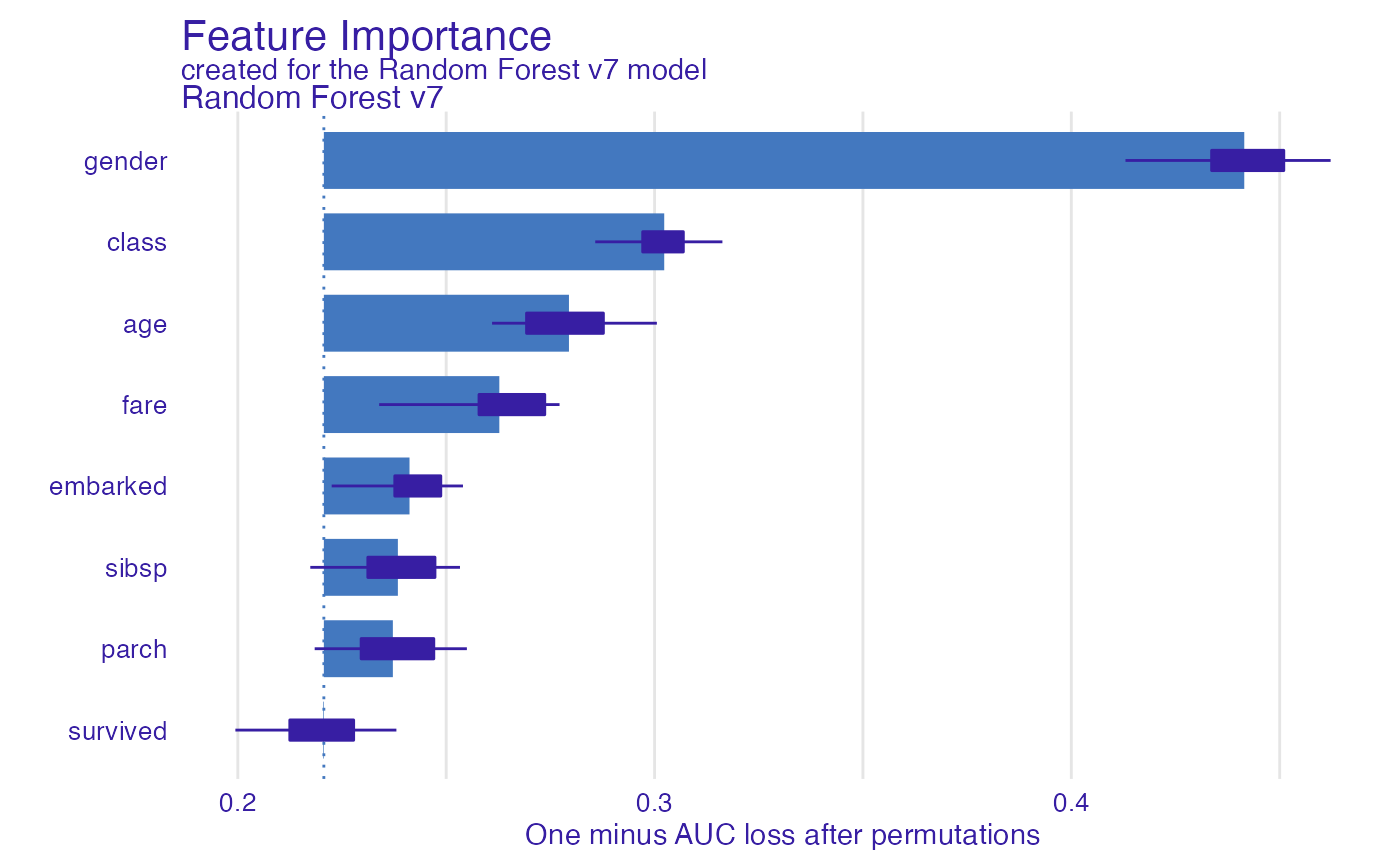 Feature Importance
created for the Random Forest v7 model
Random Forest v7
gender
class
age
fare
embarked
sibsp
parch
survived
0.2 0.3 0.4
One minus AUC loss after permutations